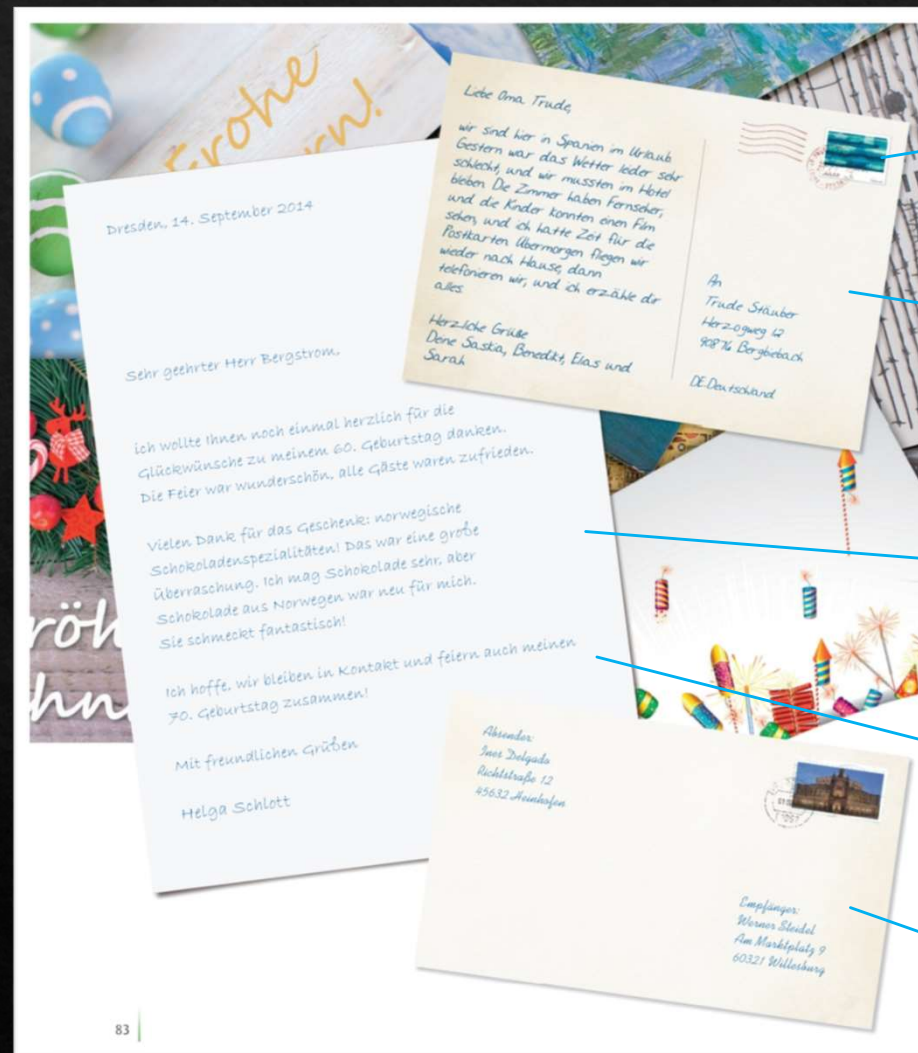 Frohe
Ostern!
Liebe Oma Trude,
wir sind hier in Spanien im Urlaub.
Gestern war das Wetter leider sehr
schlecht, und wir mussten im Hotel
bleiben. Die Zimmer haben Fernseher,
und die Kinder konnten einen Film
sehen, und ich hatte Zeit für die
Postkarten. Übermorgen fliegen wir
wieder nach Hause, dann
telefonieren wir, und ich erzähle dir
alles.
Herzliche Grüße
Deine Saskia, Benedikt, Elias und
Sarah
An
Trude Stäuber
Herzogweg 12
90876 Bergbiebach
DE-Deutschland
Dresden, 14. September 2014
Sehr geehrter Herr Bergstrom,
ich wollte Ihnen noch einmal herzlich für die
Glückwünsche zu meinem 60. Geburtstag danken.
Die Feier war wunderschön, alle Gäste waren zufrieden.
Vielen Dank für das Geschenk: norwegische
Schokoladenspezialitäten! Das war eine große
Überraschung. Ich mag Schokolade sehr, aber
Schokolade aus Norwegen war neu für mich.
Sie schmeckt fantastisch!
Ich hoffe, wir bleiben in Kontakt und feiern auch meinen
70. Geburtstag zusammen!
Mit freundlichen Grüßen
Helga Schlott
röh
hn
Absender:
Ines Delgado
Richtstraße 12
45632 Heinhofen
Empfänger:
Werner Steidel
Am Marktplatz 9
60321 Willesburg
83